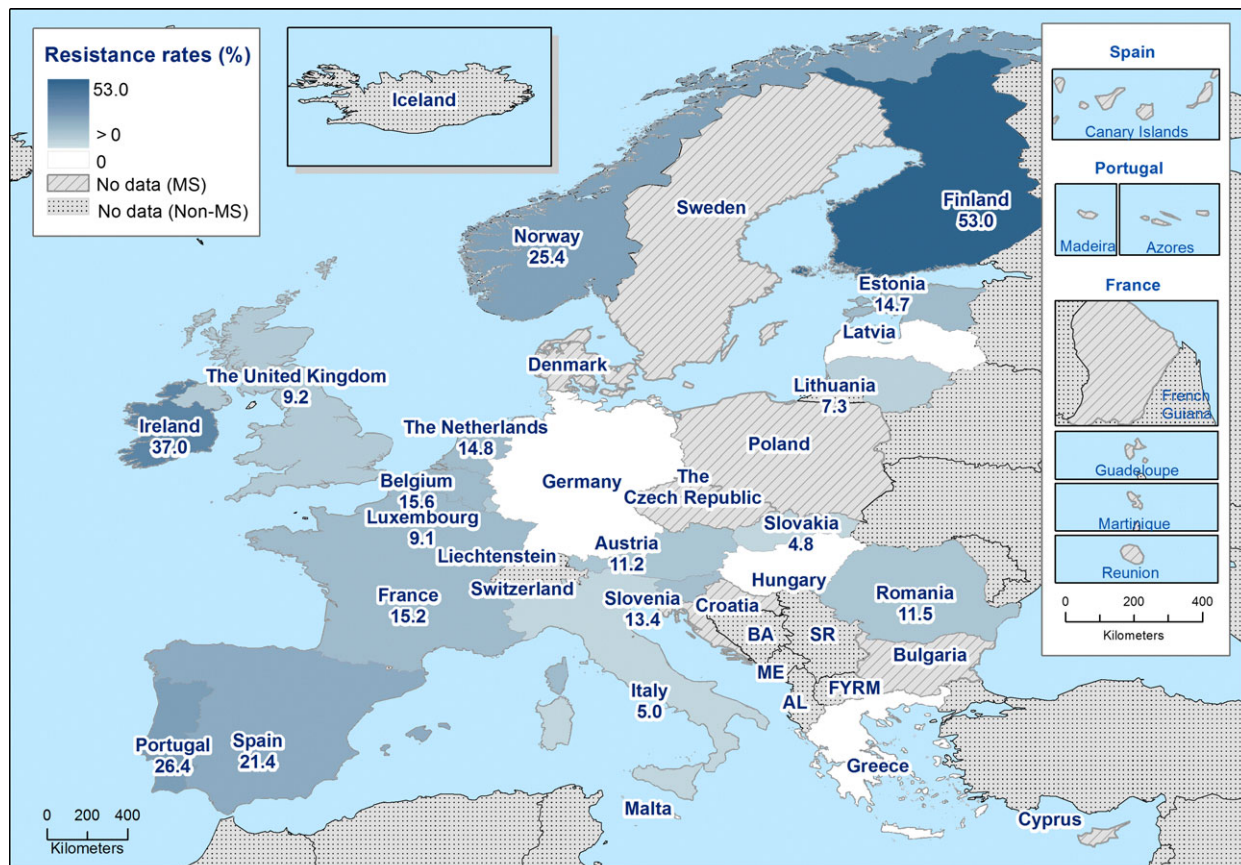 Resistance rates (%)
53.0
> 0
0
No data (MS)
No data (Non-MS)
Iceland
Spain
Canary Islands
Portugal
Madeira
Azores
France
French
Guiana
Guadeloupe
Martinique
Reunion
0 200 400
Kilometers
Sweden
Finland
53.0
Norway
25.4
Estonia
14.7
Latvia
Denmark
Lithuania
7.3
The United Kingdom
9.2
Ireland
37.0
The Netherlands
14.8
Poland
Belgium
15.6
Germany
The
Czech Republic
Luxembourg
9.1
Slovakia
4.8
Austria
11.2
Liechtenstein
Switzerland
Hungary
France
15.2
Slovenia
13.4
Croatia
Romania
11.5
BA
SR
Bulgaria
ME
FYRM
AL
Italy
5.0
Portugal
26.4
Spain
21.4
Greece
Malta
Cyprus
0 200 400
Kilometers